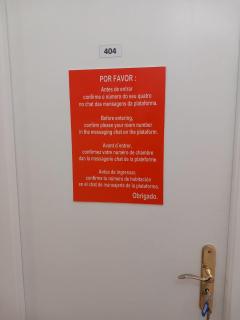 404
POR FAVOR :
Antes de entrar
confirme o número do seu quatro
no chat das mensagens da plataforma.
Before entering,
confirm please your room number
in the messaging chat on the platform.
Avant d'entrer,
confirmez votre numéro de chambre
dan la messagerie chat de la plateforme.
Antes de ingresar,
confirme tu número de habitación
en el chat de mensajería de la plataforma.
Obrigado.